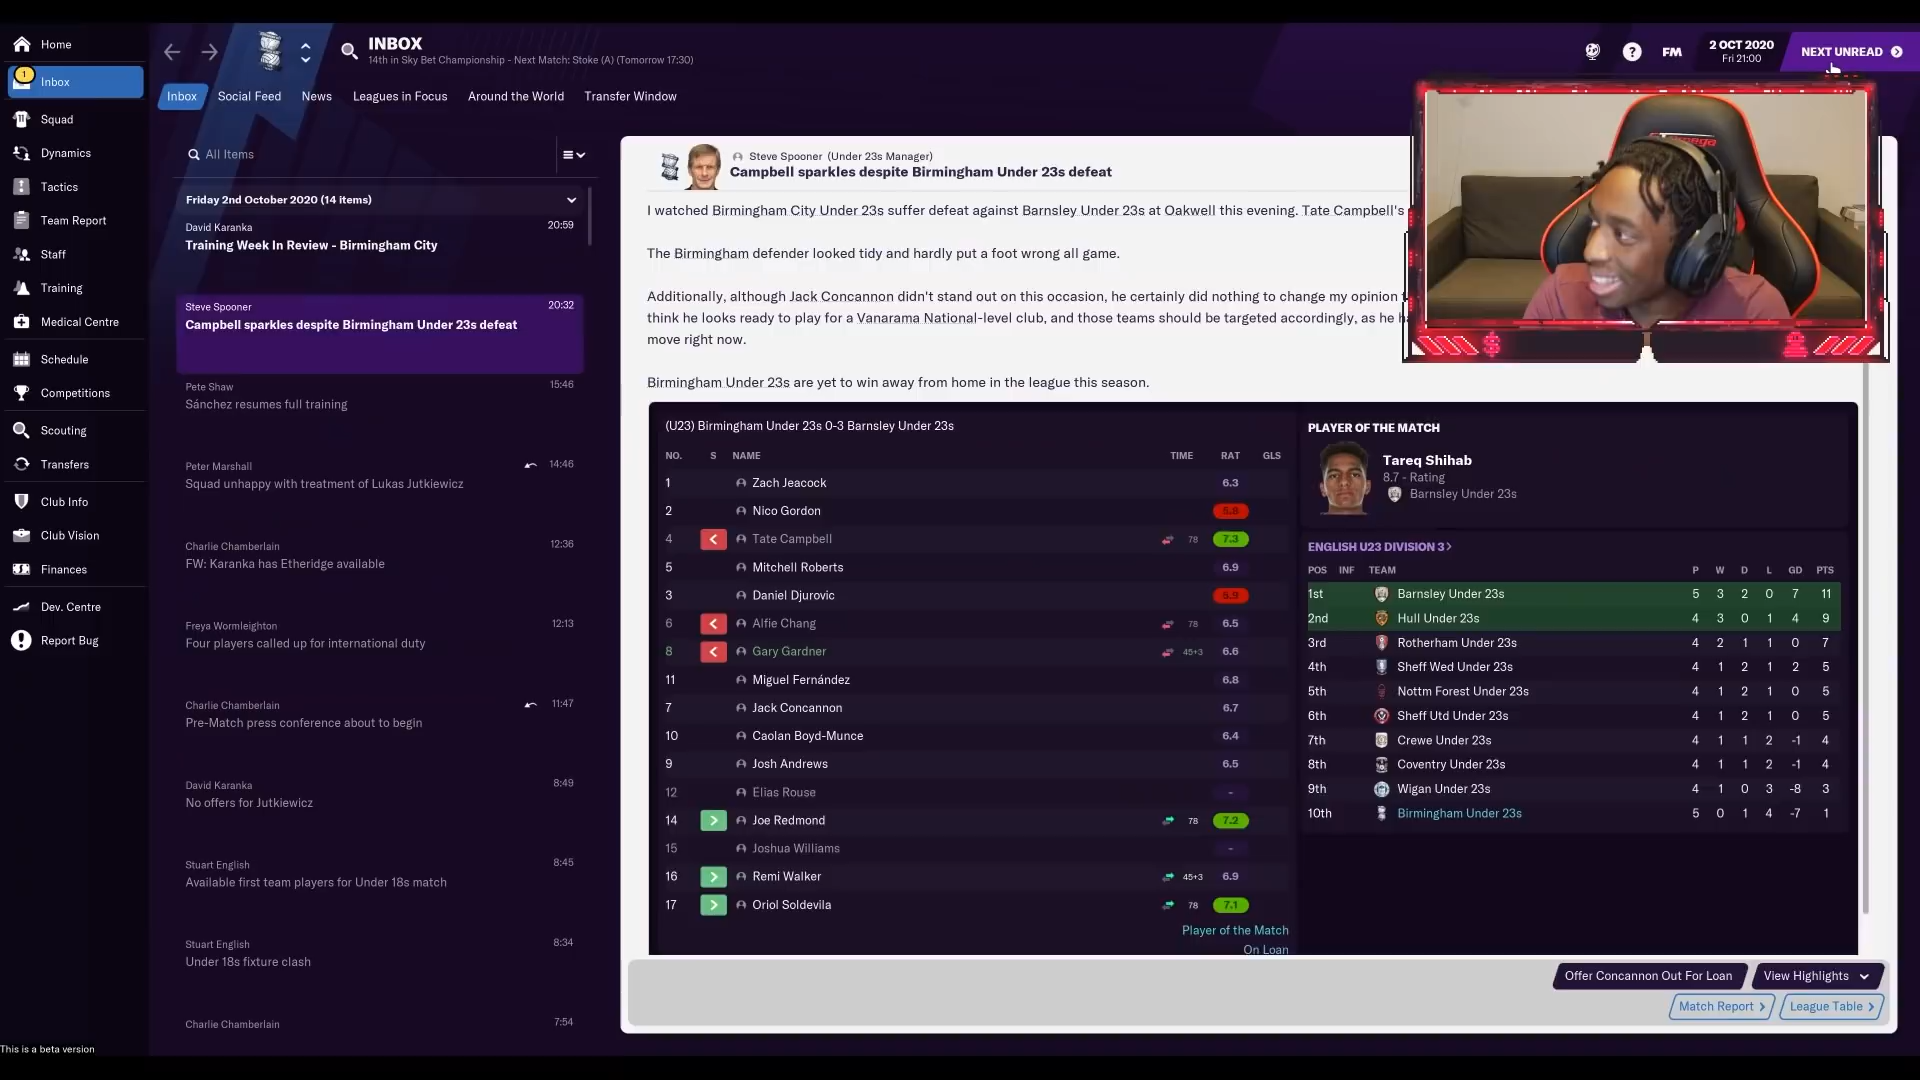 Home
Inbox
1
Squad
Dynamics
Tactics
Team Report
Staff
Training
Medical Centre
Schedule
Competitions
Scouting
Transfers
Club Info
Club Vision
Finances
Dev. Centre
Report Bug
This is a beta version
INBOX
14th in Sky Bet Championship - Next Match: Stoke (A) (Tomorrow 17:30)
FM
2 OCT 2020
Fri 21:00
NEXT UNREAD
Inbox Social Feed News Leagues in Focus Around the World Transfer Window
All Items
Friday 2nd October 2020 (14 items)
David Karanka 20:59
Training Week In Review - Birmingham City
Steve Spooner 20:32
Campbell sparkles despite Birmingham Under 23s defeat
Pete Shaw 15:46
Sánchez resumes full training
Peter Marshall 14:46
Squad unhappy with treatment of Lukas Jutkiewicz
Charlie Chamberlain 12:36
FW: Karanka has Etheridge available
Freya Wormleighton 12:13
Four players called up for international duty
Charlie Chamberlain 11:47
Pre-Match press conference about to begin
David Karanka 8:49
No offers for Jutkiewicz
Stuart English 8:45
Available first team players for Under 18s match
Stuart English 8:34
Under 18s fixture clash
Charlie Chamberlain 7:54
Steve Spooner (Under 23s Manager)
Campbell sparkles despite Birmingham Under 23s defeat
I watched Birmingham City Under 23s suffer defeat against Barnsley Under 23s at Oakwell this evening. Tate Campbell's
The Birmingham defender looked tidy and hardly put a foot wrong all game.
Additionally, although Jack Concannon didn't stand out on this occasion, he certainly did nothing to change my opinion
think he looks ready to play for a Vanarama National-level club, and those teams should be targeted accordingly, as he
move right now.
Birmingham Under 23s are yet to win away from home in the league this season.
(U23) Birmingham Under 23s 0-3 Barnsley Under 23s
NO. S NAME TIME RAT GLS
1 Zach Jeacock 6.3
2 Nico Gordon 5.8
4 Tate Campbell 78 7.3
5 Mitchell Roberts 6.9
3 Daniel Djurovic 5.9
6 Alfie Chang 78 6.5
8 Gary Gardner 45+3 6.6
11 Miguel Fernández 6.8
7 Jack Concannon 6.7
10 Caolan Boyd-Munce 6.4
9 Josh Andrews 6.5
12 Elias Rouse -
14 Joe Redmond 78 7.2
15 Joshua Williams -
16 Remi Walker 45+3 6.9
17 Oriol Soldevila 78 7.1
Player of the Match
On Loan
PLAYER OF THE MATCH
Tareq Shihab
8.7 - Rating
Barnsley Under 23s
ENGLISH U23 DIVISION 3
POS INF TEAM P W D L GD PTS
1st Barnsley Under 23s 5 3 2 0 7 11
2nd Hull Under 23s 4 3 0 1 4 9
3rd Rotherham Under 23s 4 2 1 1 0 7
4th Sheff Wed Under 23s 4 1 2 1 2 5
5th Nottm Forest Under 23s 4 1 2 1 0 5
6th Sheff Utd Under 23s 4 1 2 1 0 5
7th Crewe Under 23s 4 1 1 2 -1 4
8th Coventry Under 23s 4 1 1 2 -1 4
9th Wigan Under 23s 4 1 0 3 -8 3
10th Birmingham Under 23s 5 0 1 4 -7 1
Offer Concannon Out For Loan
View Highlights
Match Report
League Table